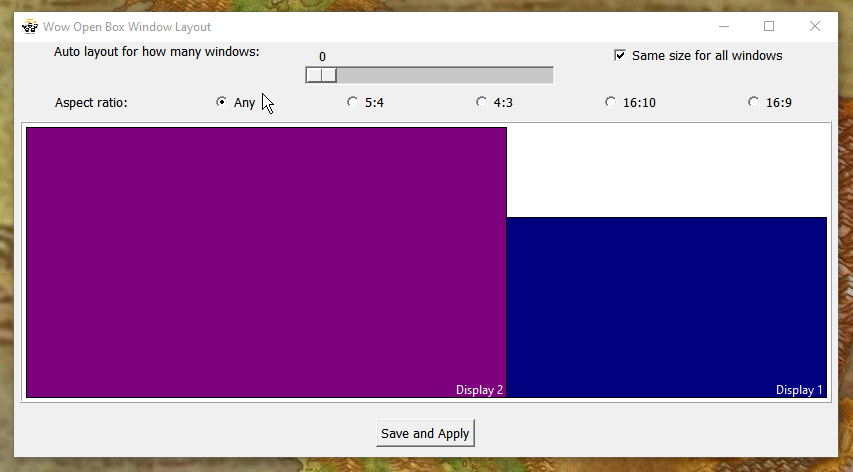 Wow Open Box Window Layout
Auto layout for how many windows:
0
Same size for all windows
Aspect ratio:
Any
5:4
4:3
16:10
16:9
Display 2
Display 1
Save and Apply